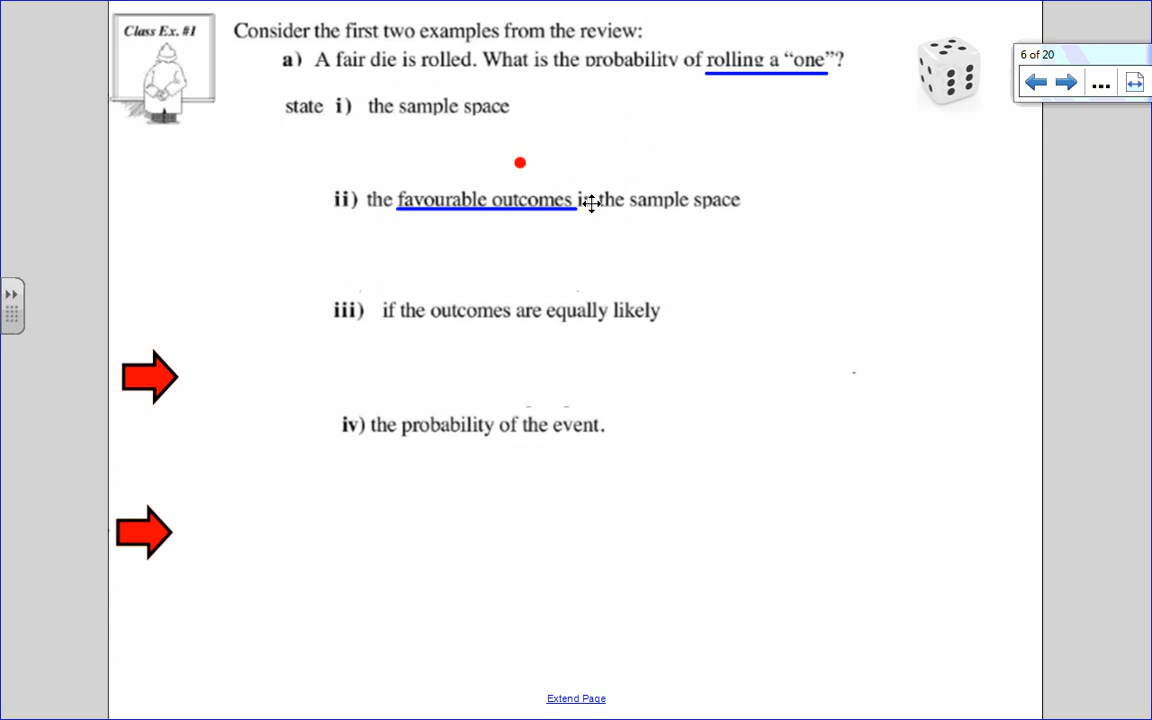 Class Ex. #1
Consider the first two examples from the review:
a) A fair die is rolled. What is the probability of rolling a “one”?
6 of 20
state i) the sample space
ii) the favourable outcomes in the sample space
iii) if the outcomes are equally likely
iv) the probability of the event.
Extend Page